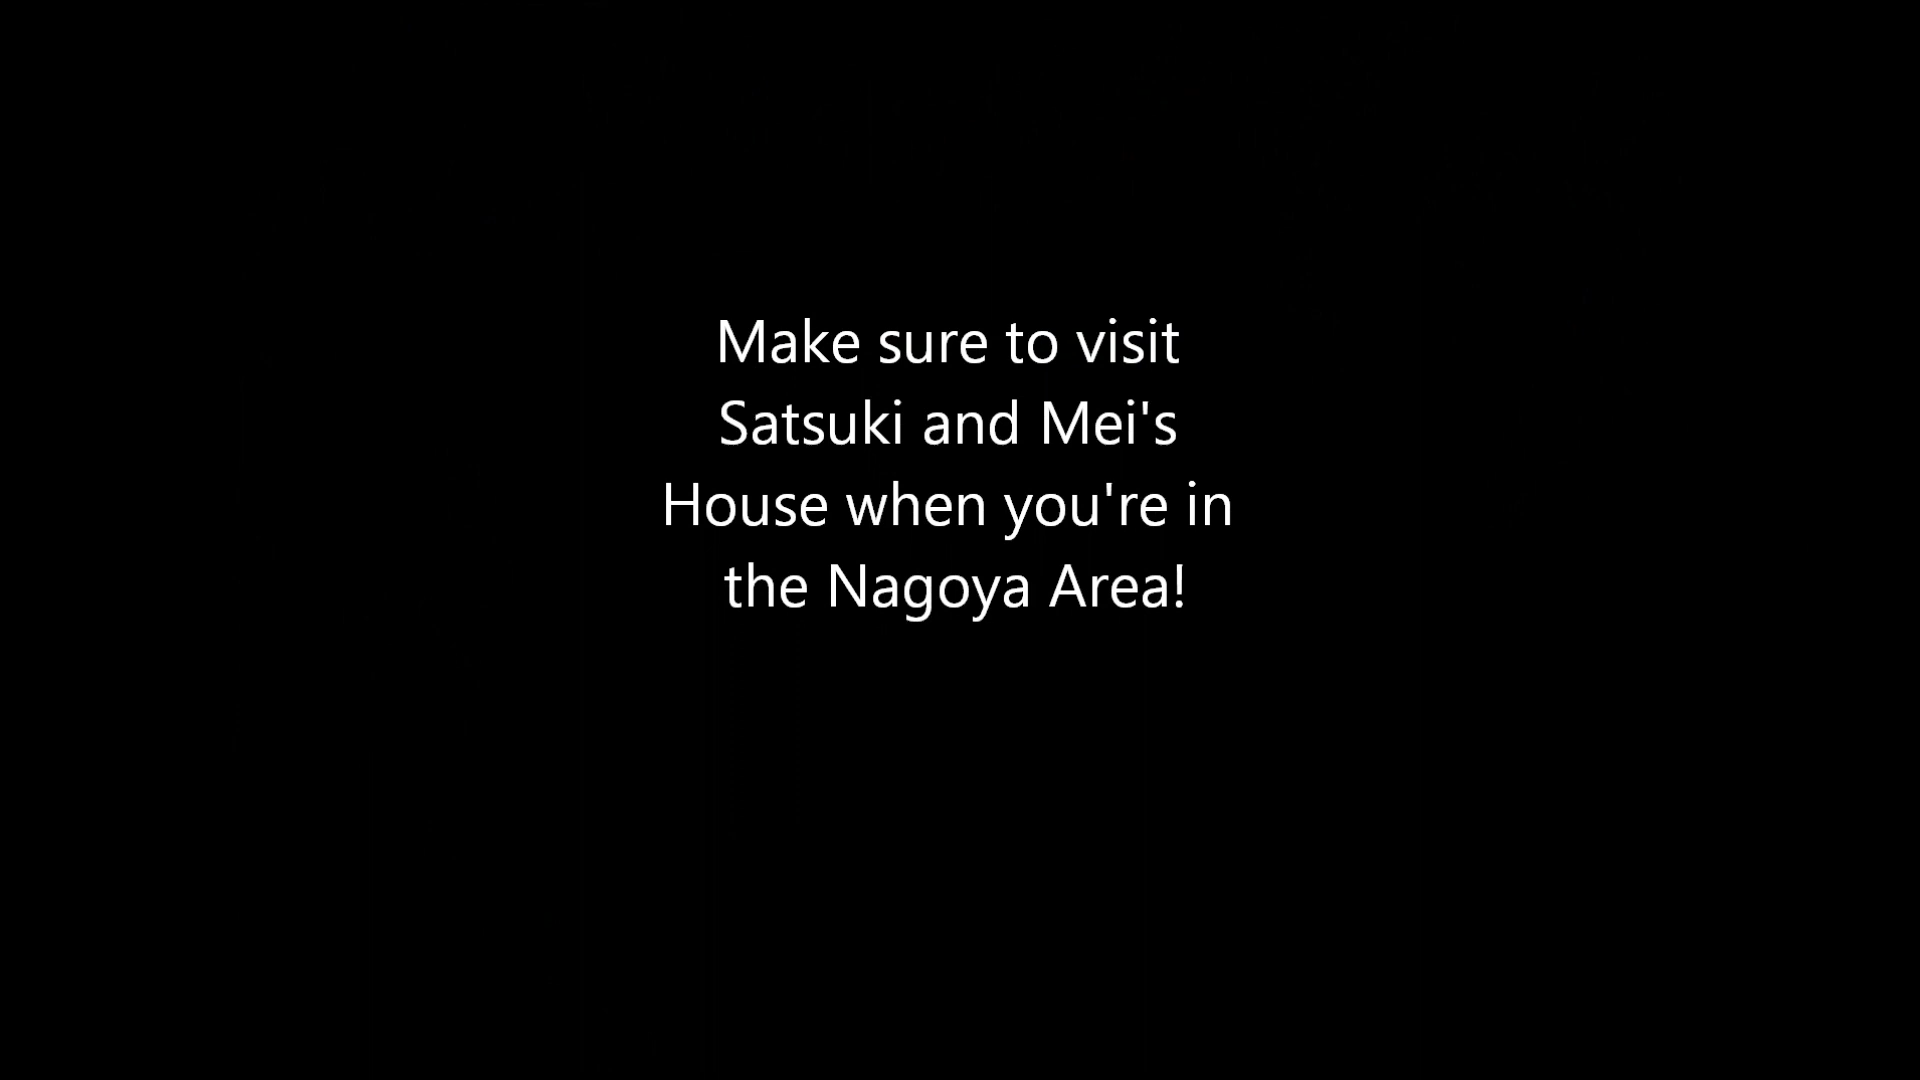 Make sure to visit
Satsuki and Mei's
House when you're in
the Nagoya Area!